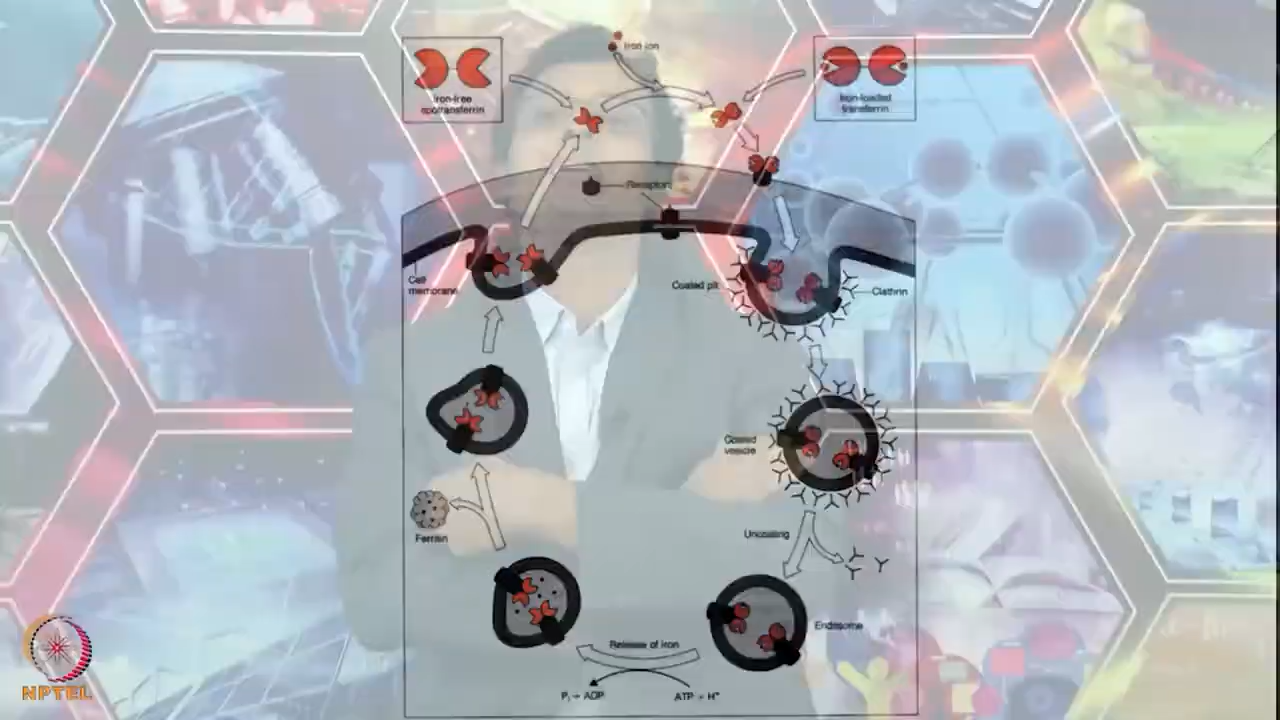 Iron ion
Iron-free
apotransferrin
Iron-loaded
transferrin
Receptor
Cell
membrane
Coated pit
Clathrin
Coated
vesicle
Ferritin
Uncoating
Endosome
Release of iron
Pi + ADP
ATP + H+
NPTEL